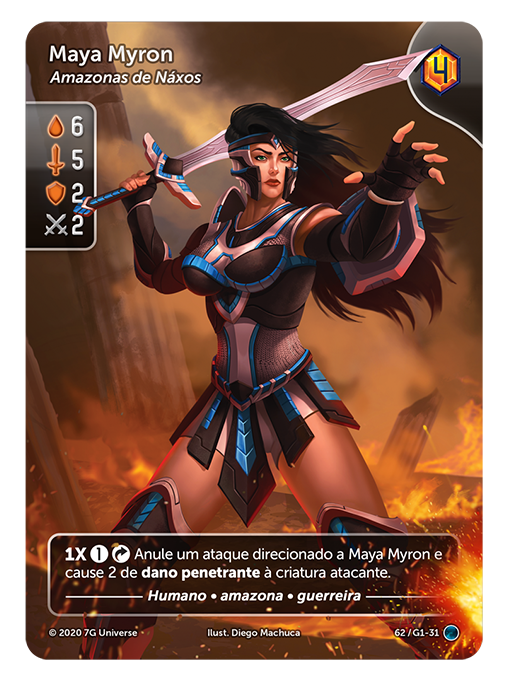 Maya Myron
Amazonas de Náxos
4
6
5
2
2
1X 1 Anule um ataque direcionado a Maya Myron e
cause 2 de dano penetrante à criatura atacante.
Humano • amazona • guerreira
© 2020 7G Universe
Ilust. Diego Machuca
62 / G1-31